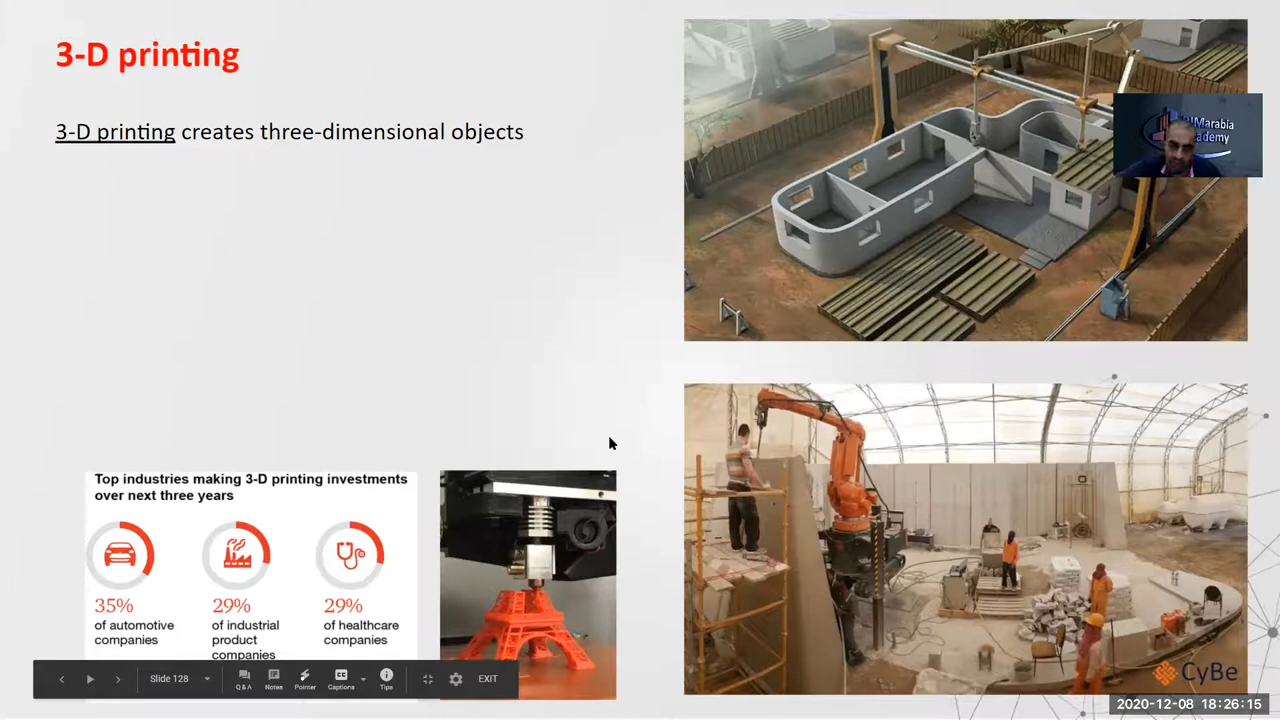 3-D printing
3-D printing creates three-dimensional objects
BIMarabia
Academy
Top industries making 3-D printing investments
over next three years
35%
of automotive
companies
29%
of industrial
product
companies
29%
of healthcare
companies
Slide 128
Q & A
Notes
Pointer
Captions
Tips
EXIT
CyBe
2020-12-08 18:26:15